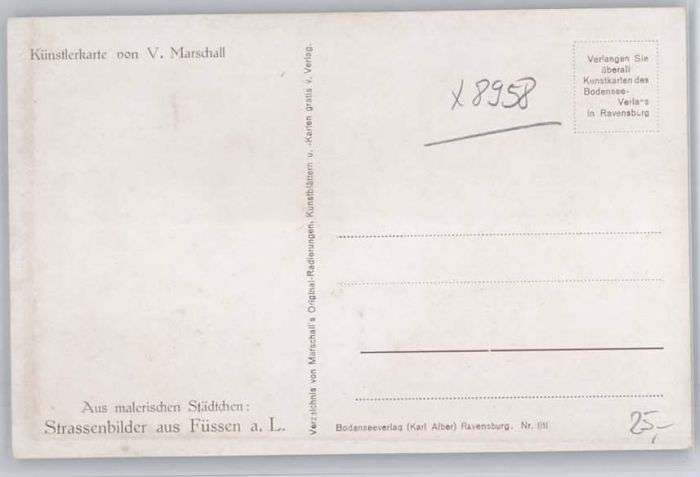 Künstlerkarte von V. Marschall
Aus malerischen Städtchen:
Strassenbilder aus Füssen a. L.
Verzeichnis von Marschall's Original-Radierungen, Kunstblättern u. -Karten gratis v. Verlag.
x 8958
Verlangen Sie
überall
Kunstkarten des
Bodensee-
Verlags
in Ravensburg
Bodenseeverlag (Karl Alber) Ravensburg. Nr.
25,-